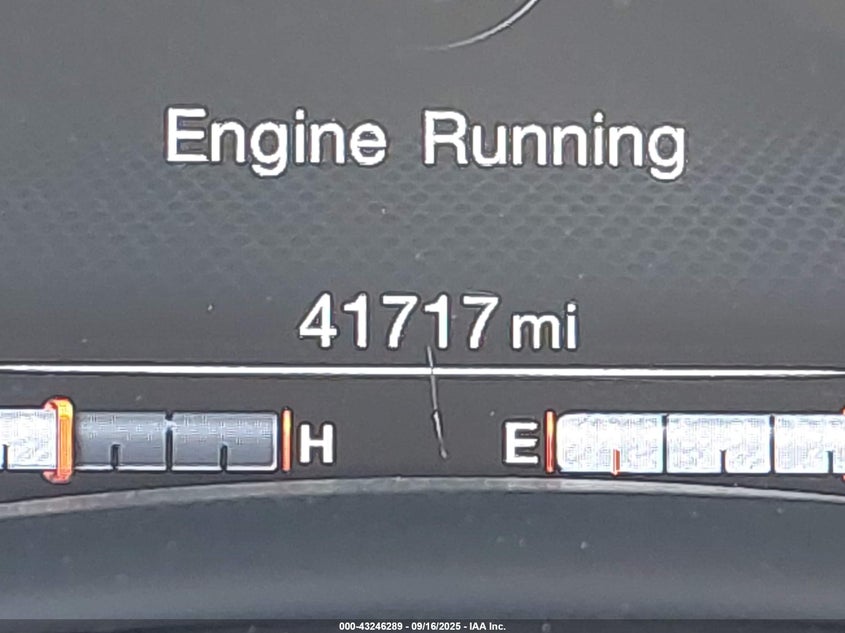 Engine Running
41717 mi
H E
000-43246289 - 09/16/2025 - IAA Inc.